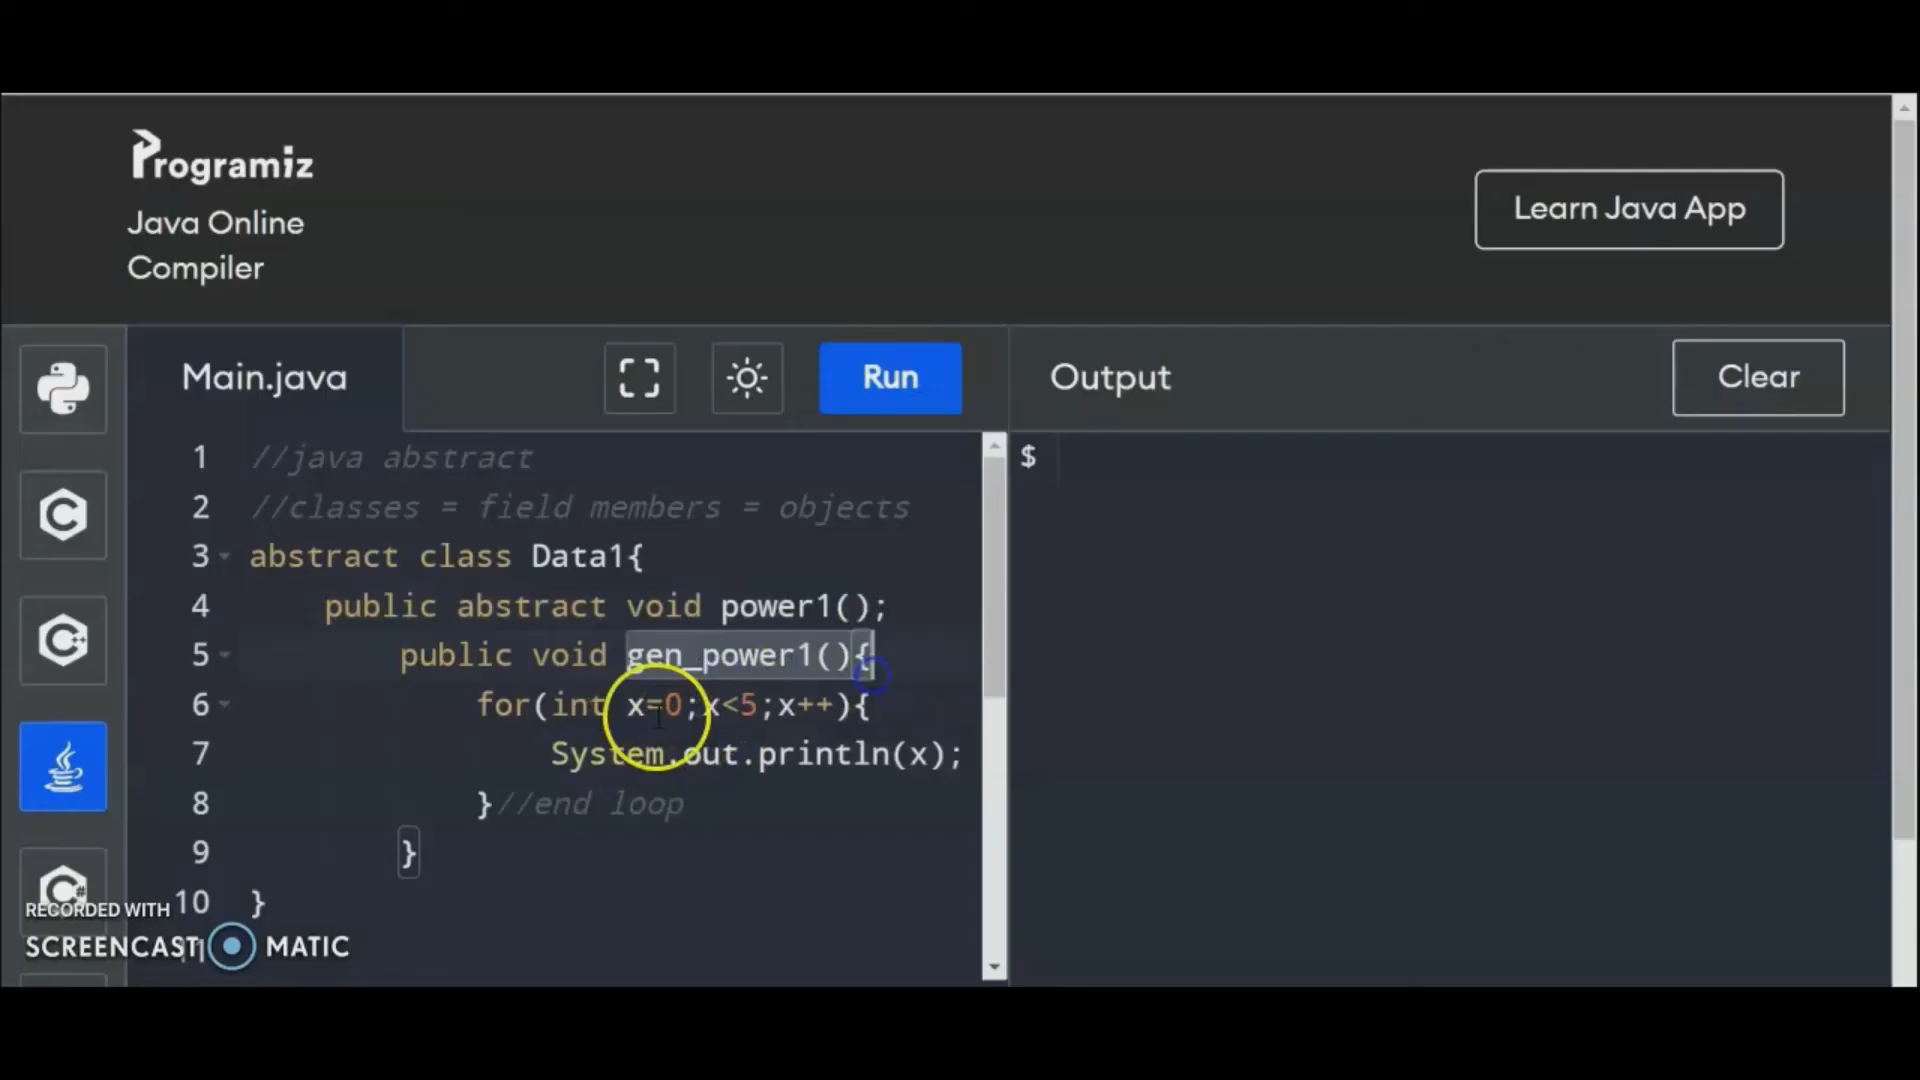 Programiz
Java Online
Compiler
Learn Java App
Main.java
Run
Output
Clear
1 //java abstract
2 //classes = field members = objects
3 abstract class Data1{
4 public abstract void power1();
5 public void gen_power1(){
6 for(int x=0;x<5;x++){
7 System.out.println(x);
8 }//end loop
9 }
10 }
$
RECORDED WITH
SCREENCAST MATIC